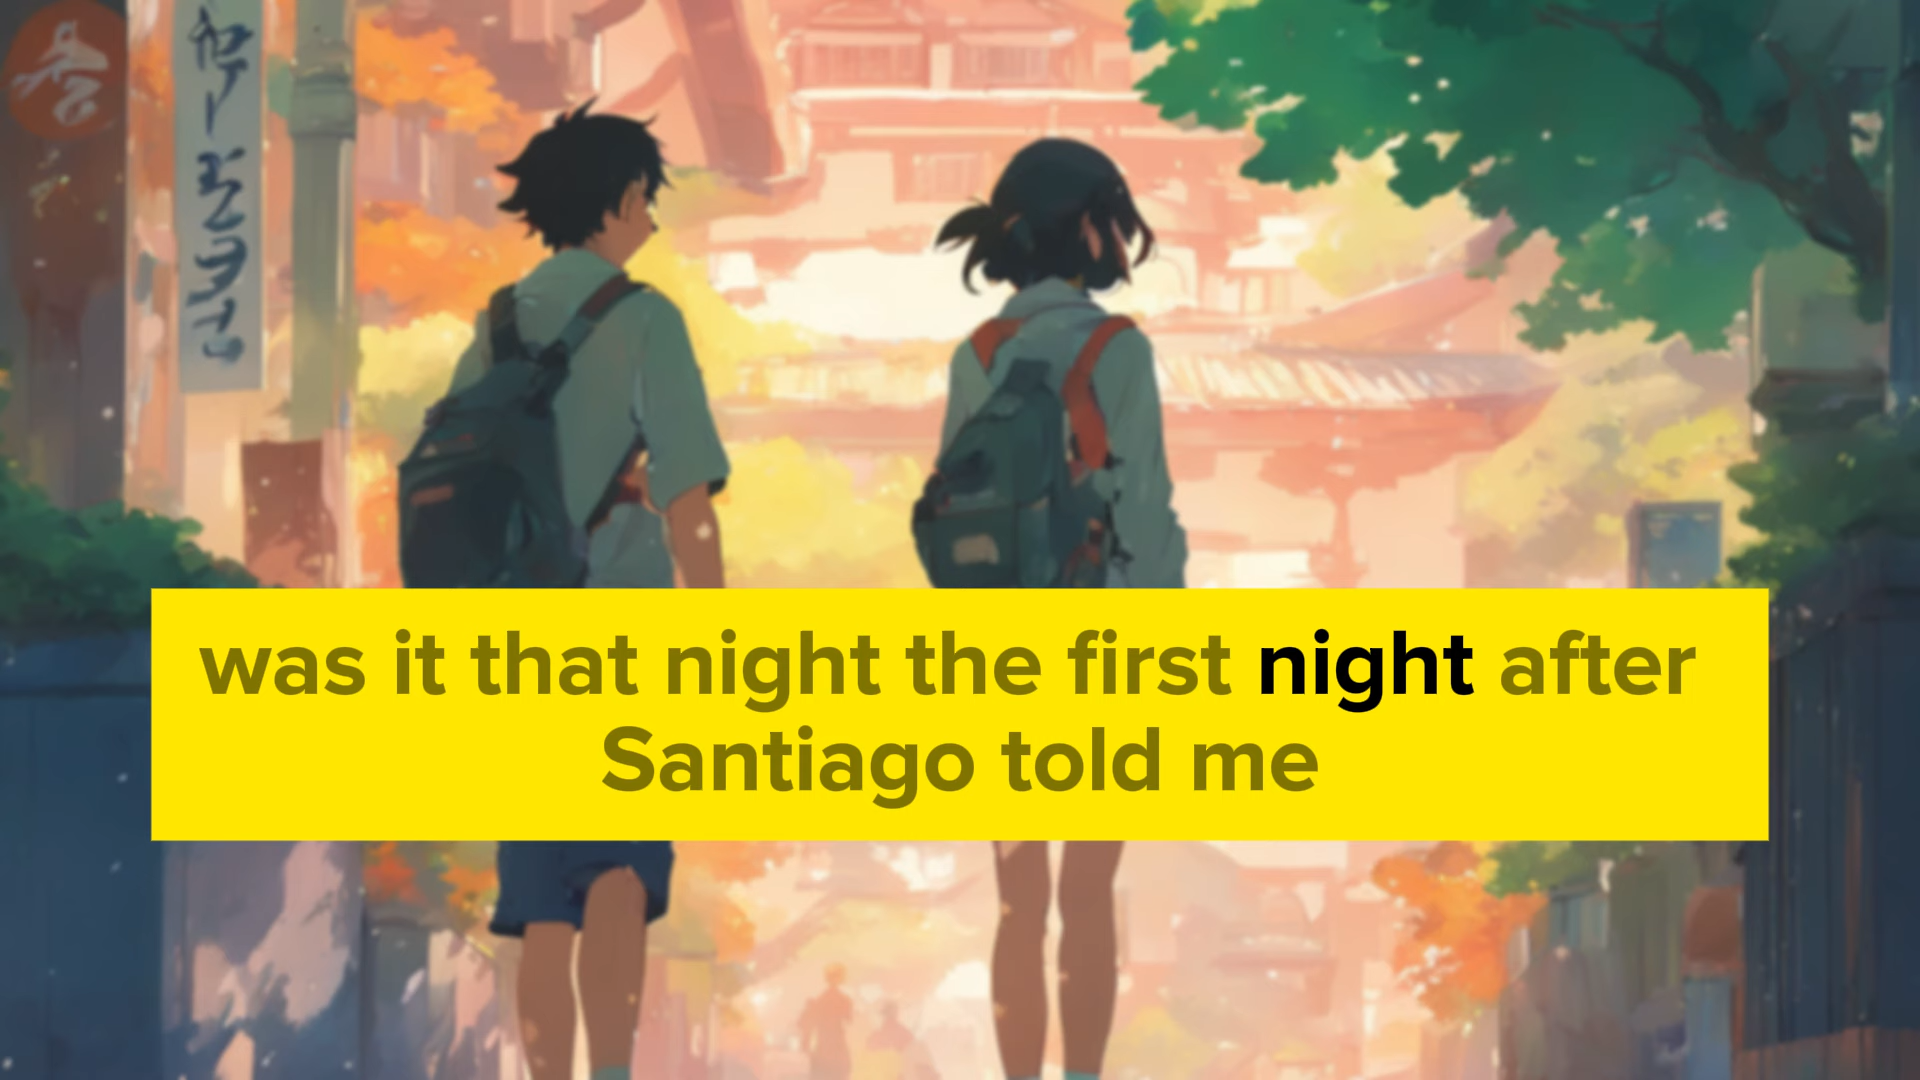 was it that night the first night after
Santiago told me